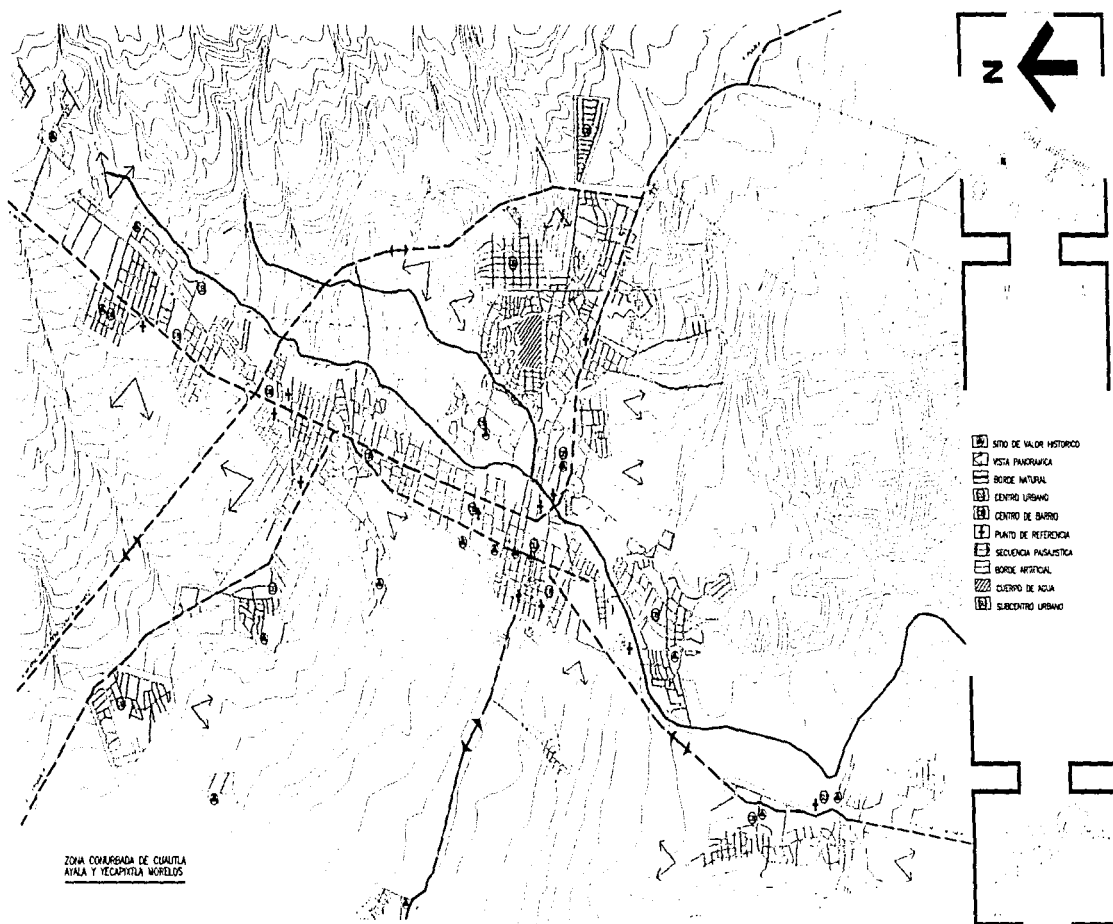 N
SITIO DE VALOR HISTORICO
VISTA PANORAMICA
BORDE NATURAL
CENTRO URBANO
CENTRO DE BARRIO
PUNTO DE REFERENCIA
SECUENCIA PAISAJISTICA
BORDE ARTIFICIAL
CUERPO DE AGUA
SUBCENTRO URBANO
ZONA CONURBADA DE CUAUTLA
AYALA Y YECAPIXTLA MORELOS